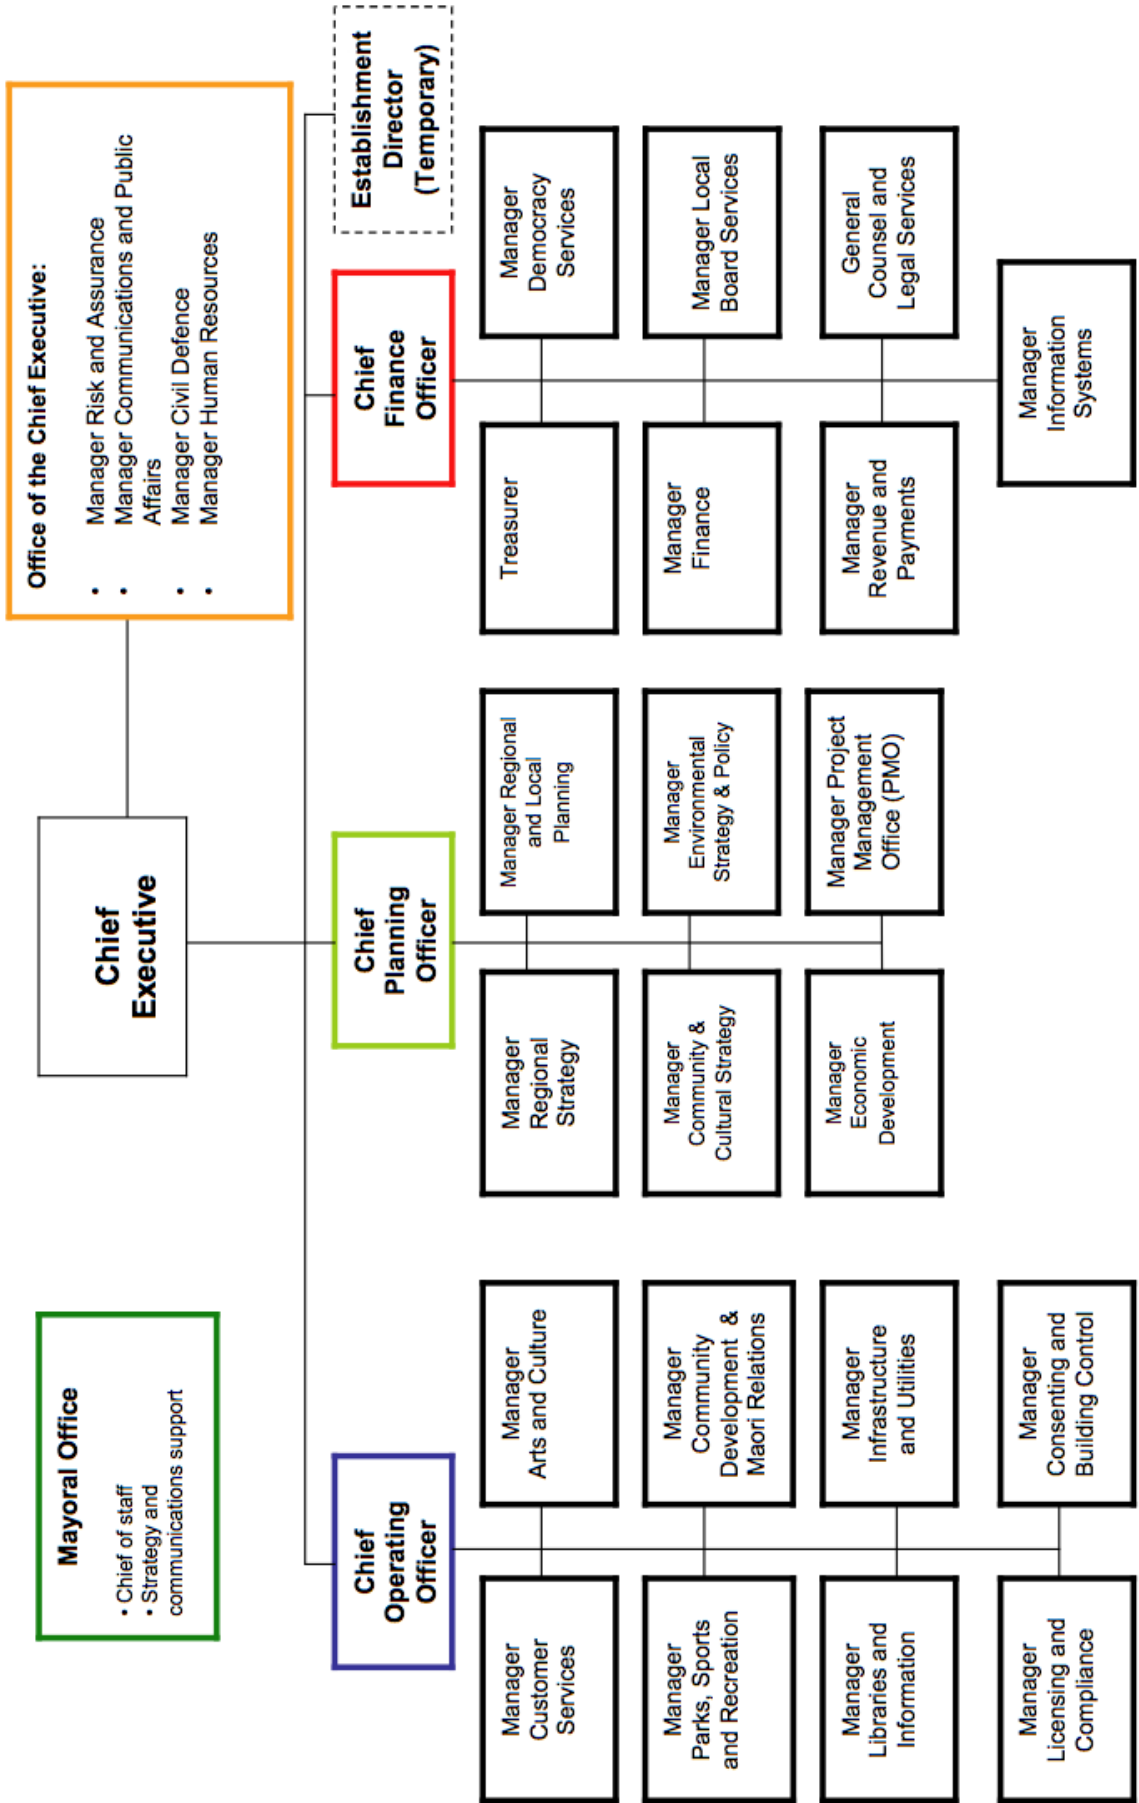 Mayoral Office
• Chief of staff
• Strategy and
communications support
Chief
Executive
Office of the Chief Executive:
• Manager Risk and Assurance
• Manager Communications and Public
Affairs
• Manager Civil Defence
• Manager Human Resources
Chief
Operating
Officer
Chief
Planning
Officer
Chief
Finance
Officer
Establishment
Director
(Temporary)
Manager
Customer
Services
Manager
Arts and Culture
Manager
Parks, Sports
and Recreation
Manager
Community
Development &
Maori Relations
Manager
Libraries and
Information
Manager
Infrastructure
and Utilities
Manager
Licensing and
Compliance
Manager
Consenting and
Building Control
Manager
Regional
Strategy
Manager Regional
and Local
Planning
Manager
Community &
Cultural Strategy
Manager
Environmental
Strategy & Policy
Manager
Economic
Development
Manager Project
Management
Office (PMO)
Treasurer
Manager
Democracy
Services
Manager
Finance
Manager Local
Board Services
Manager
Revenue and
Payments
General
Counsel and
Legal Services
Manager
Information
Systems